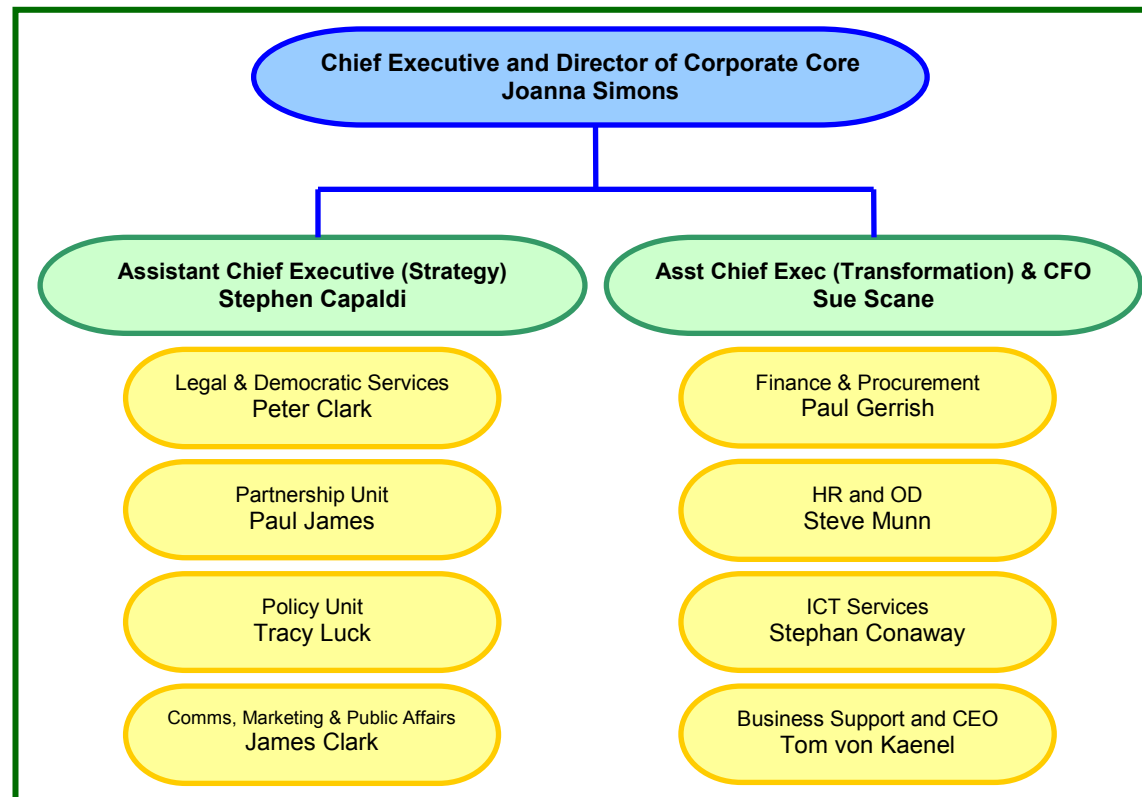 Chief Executive and Director of Corporate Core
Joanna Simons
Assistant Chief Executive (Strategy)
Stephen Capaldi
Asst Chief Exec (Transformation) & CFO
Sue Scane
Legal & Democratic Services
Peter Clark
Finance & Procurement
Paul Gerrish
Partnership Unit
Paul James
HR and OD
Steve Munn
Policy Unit
Tracy Luck
ICT Services
Stephan Conaway
Comms, Marketing & Public Affairs
James Clark
Business Support and CEO
Tom von Kaenel